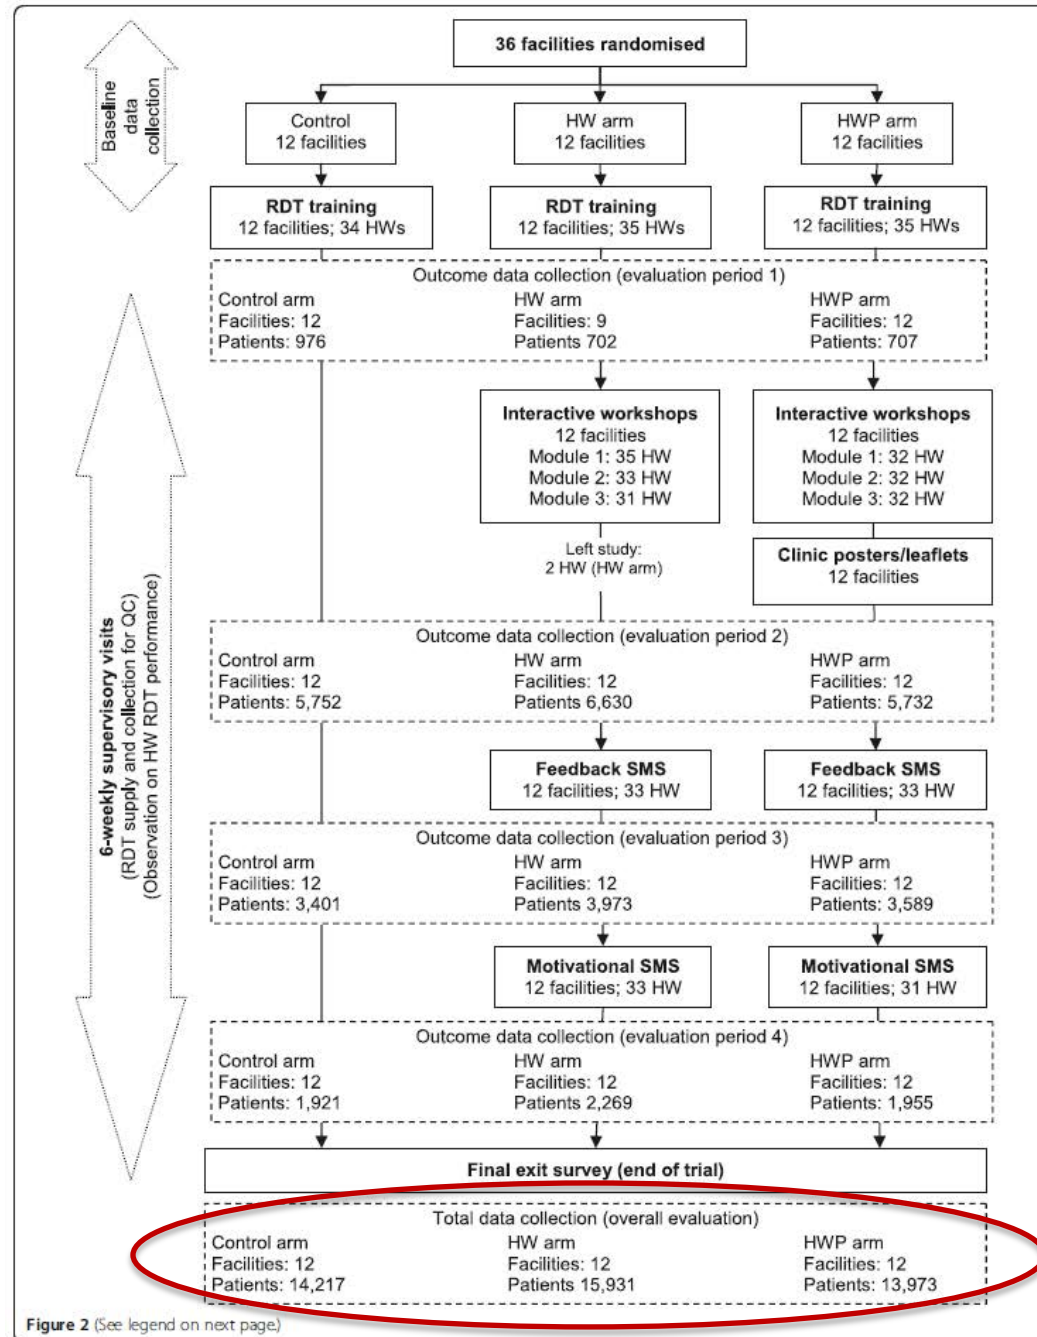 36 facilities randomised
Baseline
data
collection
Control
12 facilities
HW arm
12 facilities
HWP arm
12 facilities
RDT training
12 facilities; 34 HWs
RDT training
12 facilities; 35 HWs
RDT training
12 facilities; 35 HWs
Outcome data collection (evaluation period 1)
Control arm
Facilities: 12
Patients: 976
HW arm
Facilities: 9
Patients 702
HWP arm
Facilities: 12
Patients: 707
Interactive workshops
12 facilities
Module 1: 35 HW
Module 2: 33 HW
Module 3: 31 HW
Interactive workshops
12 facilities
Module 1: 32 HW
Module 2: 32 HW
Module 3: 32 HW
Left study:
2 HW (HW arm)
Clinic posters/leaflets
12 facilities
6-weekly supervisory visits
(RDT supply and collection for QC)
(Observation on HW RDT performance)
Outcome data collection (evaluation period 2)
Control arm
Facilities: 12
Patients: 5,752
HW arm
Facilities: 12
Patients 6,630
HWP arm
Facilities: 12
Patients: 5,732
Feedback SMS
12 facilities; 33 HW
Feedback SMS
12 facilities; 33 HW
Outcome data collection (evaluation period 3)
Control arm
Facilities: 12
Patients: 3,401
HW arm
Facilities: 12
Patients 3,973
HWP arm
Facilities: 12
Patients: 3,589
Motivational SMS
12 facilities; 33 HW
Motivational SMS
12 facilities; 31 HW
Outcome data collection (evaluation period 4)
Control arm
Facilities: 12
Patients: 1,921
HW arm
Facilities: 12
Patients 2,269
HWP arm
Facilities: 12
Patients: 1,955
Final exit survey (end of trial)
Total data collection (overall evaluation)
Control arm
Facilities: 12
Patients: 14,217
HW arm
Facilities: 12
Patients: 15,931
HWP arm
Facilities: 12
Patients: 13,973
Figure 2 (See legend on next page.)